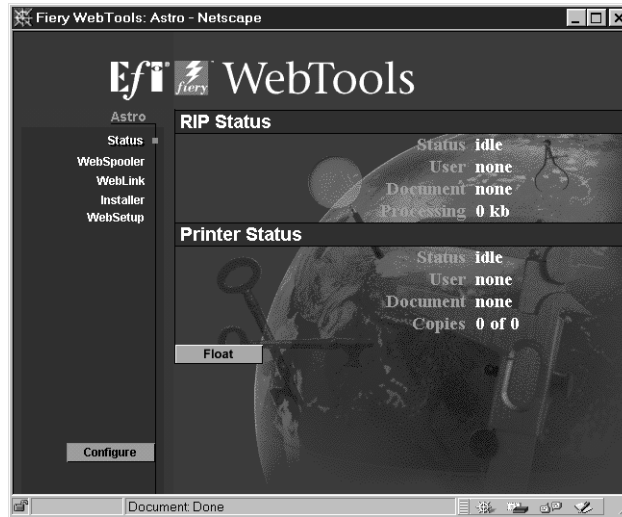 Fiery WebTools: Astro - Netscape
Efi fiery WebTools
Astro
Status
WebSpooler
WebLink
Installer
WebSetup
Configure
RIP Status
Status idle
User none
Document none
Processing 0 kb
Printer Status
Status idle
User none
Document none
Copies 0 of 0
Float
Document: Done